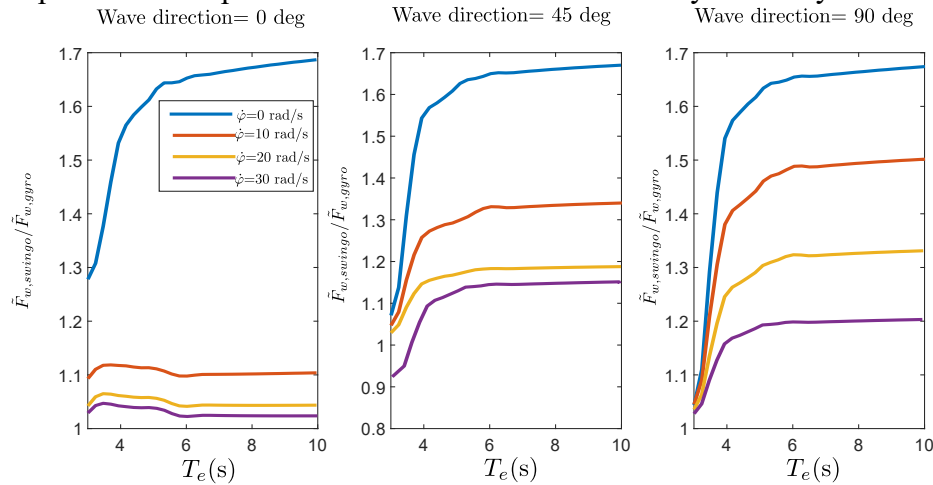 Wave direction= 0 deg
1.7
1.6
1.5
1.4
1.3
1.2
1.1
1
4
6
8
10
T_e(s)
F̃_{w,swingo}/F̃_{w,gyro}
φ̇=0 rad/s
φ̇=10 rad/s
φ̇=20 rad/s
φ̇=30 rad/s
Wave direction= 45 deg
1.7
1.6
1.5
1.4
1.3
1.2
1.1
1
0.9
0.8
4
6
8
10
T_e(s)
F̃_{w,swingo}/F̃_{w,gyro}
Wave direction= 90 deg
1.7
1.6
1.5
1.4
1.3
1.2
1.1
1
4
6
8
10
T_e(s)
F̃_{w,swingo}/F̃_{w,gyro}